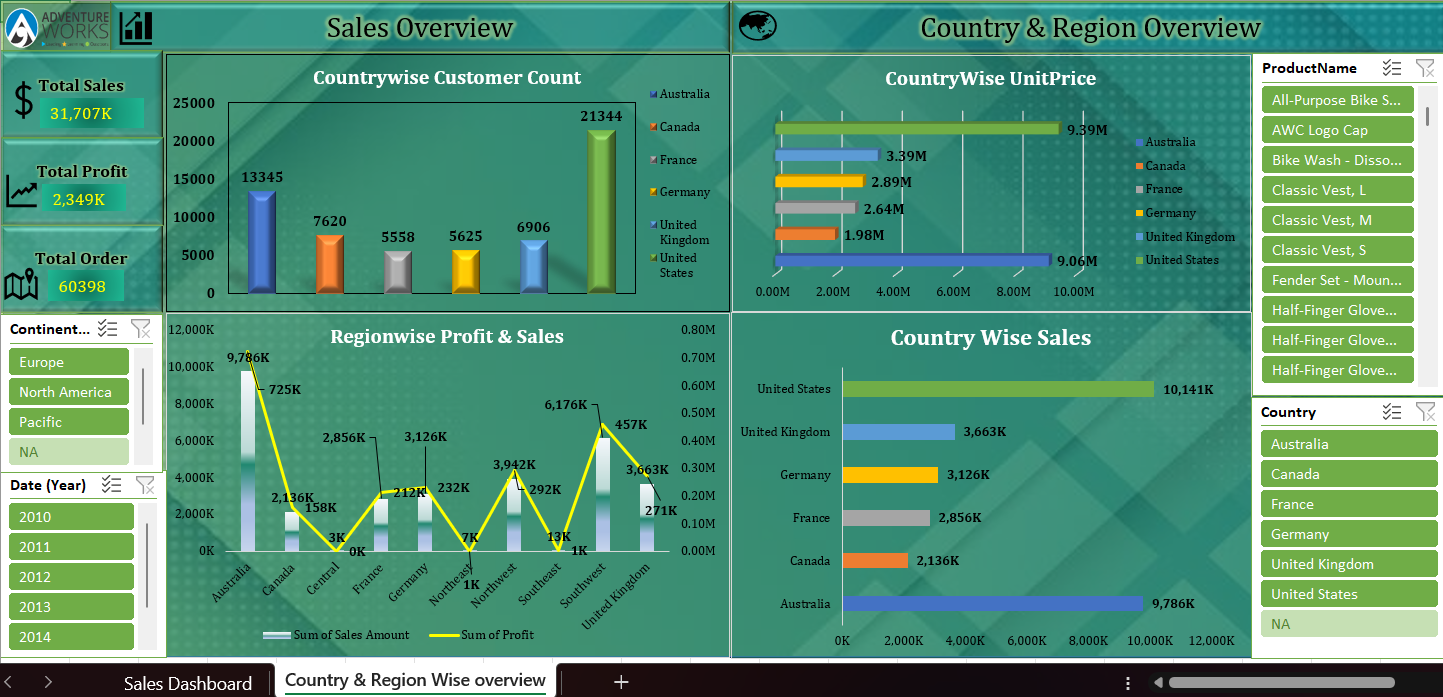 ADVENTURE
WORKS
Sales Overview
Country & Region Overview
Total Sales
31,707K
Total Profit
2,349K
Total Order
60398
Continent...
Europe
North America
Pacific
NA
Date (Year)
2010
2011
2012
2013
2014
Countrywise Customer Count
25000
20000
15000
10000
5000
0
13345
7620
5558
5625
6906
21344
Australia
Canada
France
Germany
United
Kingdom
United
States
CountryWise UnitPrice
9.39M
3.39M
2.89M
2.64M
1.98M
9.06M
0.00M 2.00M 4.00M 6.00M 8.00M 10.00M
Australia
Canada
France
Germany
United Kingdom
United States
Regionwise Profit & Sales
12,000K
10,000K
8,000K
6,000K
4,000K
2,000K
0K
0.80M
0.70M
0.60M
0.50M
0.40M
0.30M
0.20M
0.10M
0.00M
9,786K
725K
2,136K
158K
3K
0K
2,856K
212K
3,126K
232K
7K
1K
3,942K
292K
13K
1K
6,176K
457K
3,663K
271K
Australia
Canada
Central
France
Germany
Northeast
Northwest
Southeast
Southwest
United Kingdom
Sum of Sales Amount
Sum of Profit
Country Wise Sales
United States 10,141K
United Kingdom 3,663K
Germany 3,126K
France 2,856K
Canada 2,136K
Australia 9,786K
0K 2,000K 4,000K 6,000K 8,000K 10,000K 12,000K
ProductName
All-Purpose Bike S...
AWC Logo Cap
Bike Wash - Disso...
Classic Vest, L
Classic Vest, M
Classic Vest, S
Fender Set - Moun...
Half-Finger Glove...
Half-Finger Glove...
Half-Finger Glove...
Country
Australia
Canada
France
Germany
United Kingdom
United States
NA
Sales Dashboard
Country & Region Wise overview